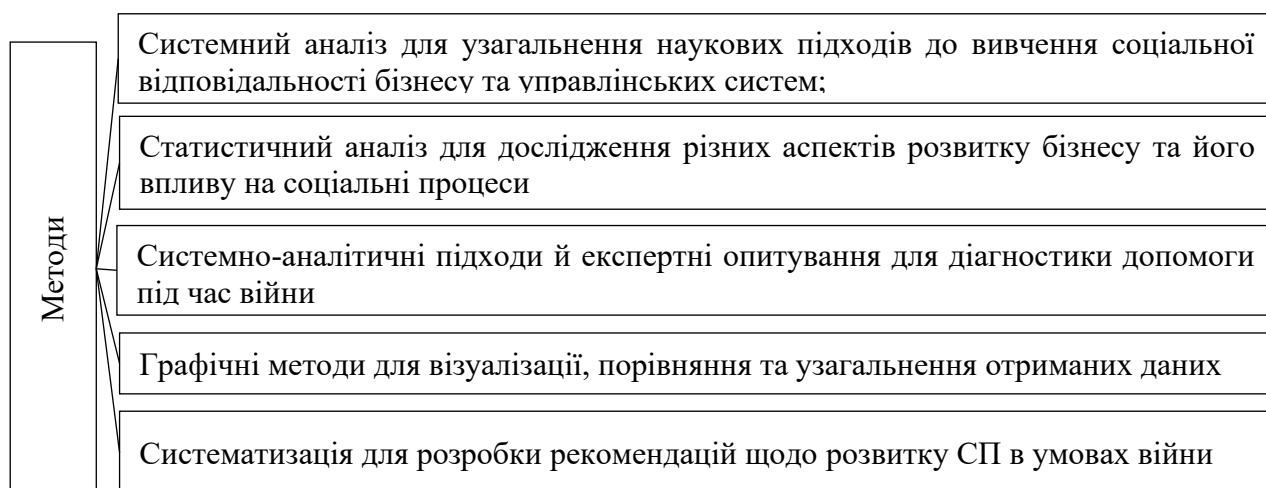 Методи
Системний аналіз для узагальнення наукових підходів до вивчення соціальної
відповідальності бізнесу та управлінських систем;
Статистичний аналіз для дослідження різних аспектів розвитку бізнесу та його
впливу на соціальні процеси
Системно-аналітичні підходи й експертні опитування для діагностики допомоги
під час війни
Графічні методи для візуалізації, порівняння та узагальнення отриманих даних
Систематизація для розробки рекомендацій щодо розвитку СП в умовах війни